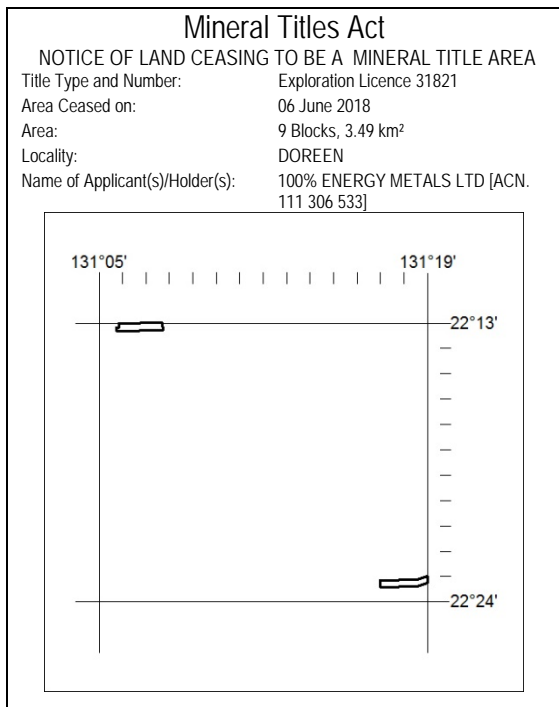 Mineral Titles Act
NOTICE OF LAND CEASING TO BE A MINERAL TITLE AREA
Title Type and Number: Exploration Licence 31821
Area Ceased on: 06 June 2018
Area: 9 Blocks, 3.49 km²
Locality: DOREEN
Name of Applicant(s)/Holder(s): 100% ENERGY METALS LTD [ACN.
111 306 533]
131°05' 131°19'
22°13'
22°24'